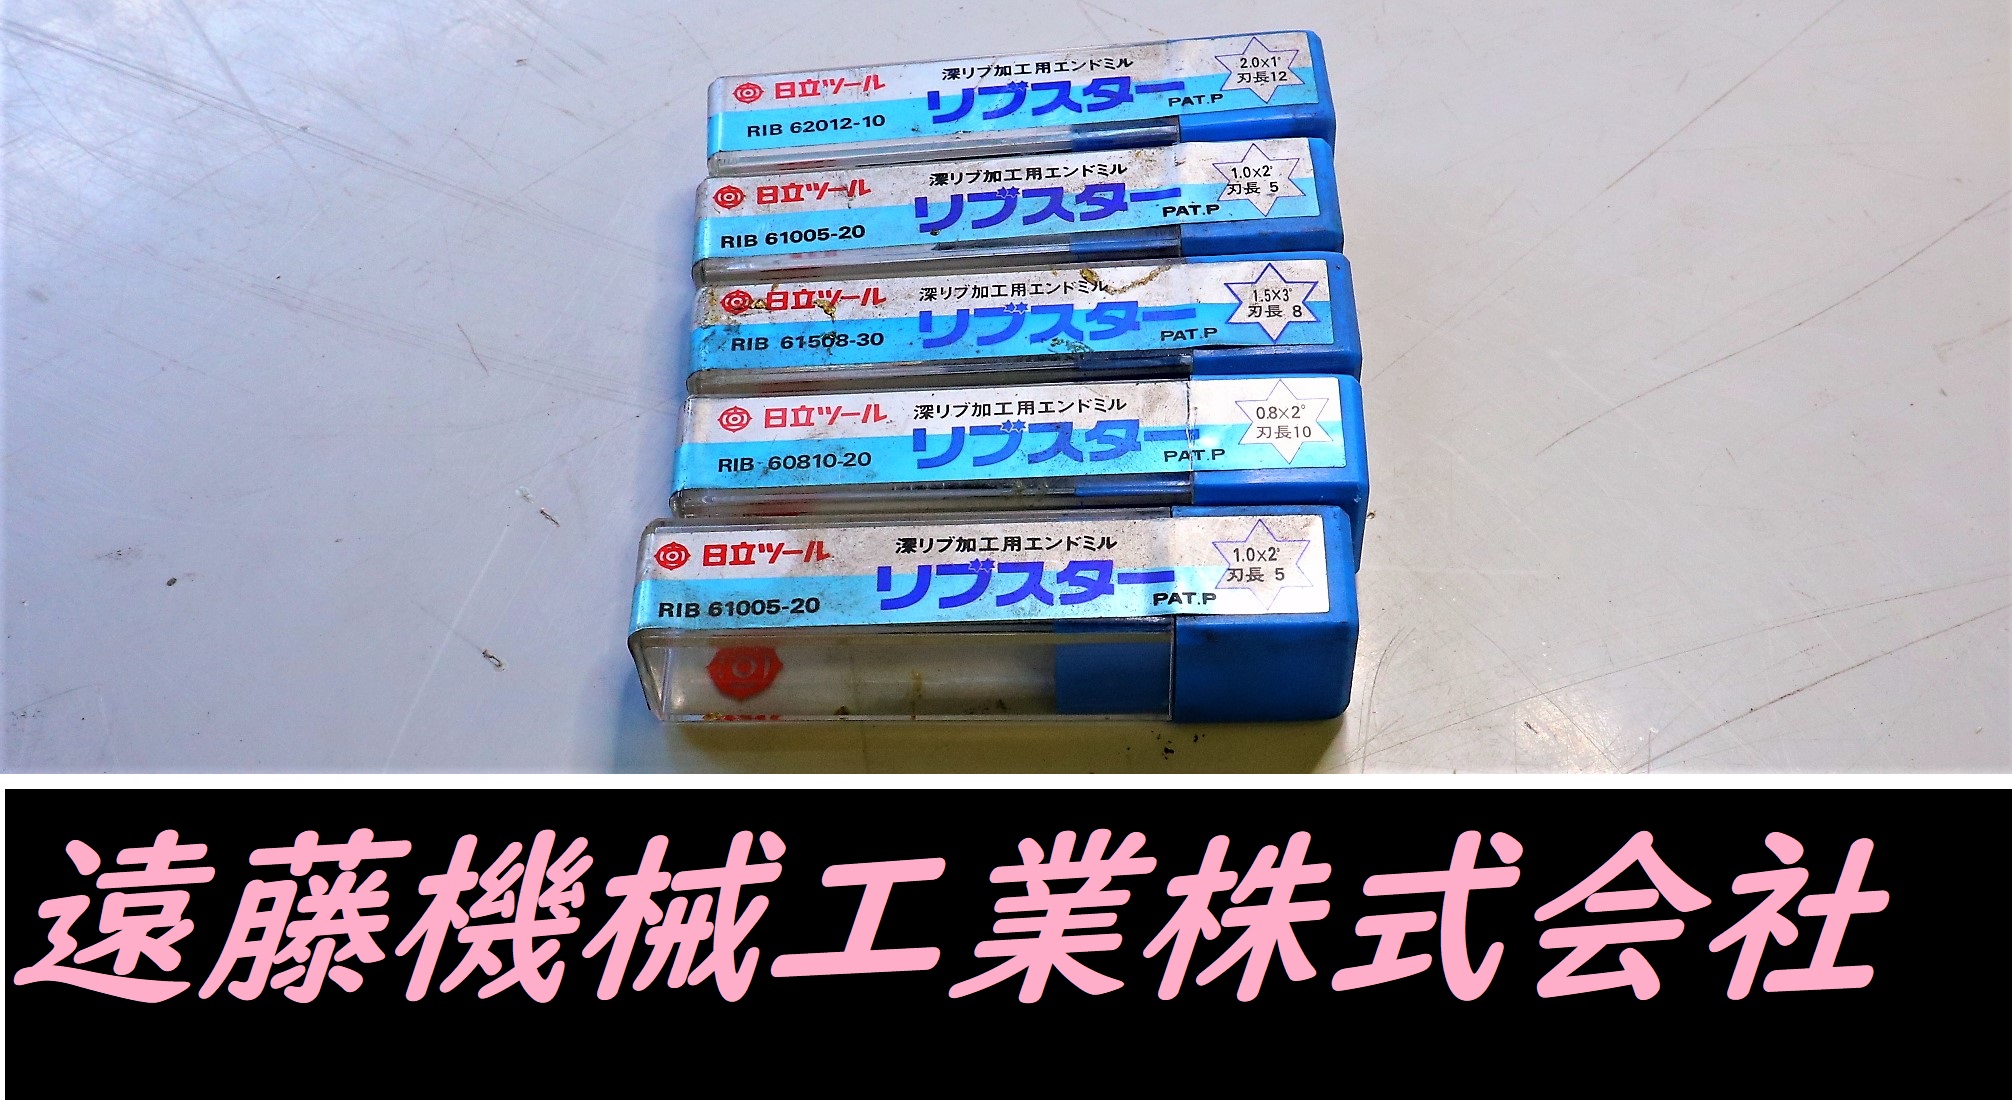 日立ツール 深リブ加工用エンドミル 2.0×1°
RIB 62012-10 リブスター PAT.P 刃長12
日立ツール 深リブ加工用エンドミル 1.0×2°
RIB 61005-20 リブスター PAT.P 刃長 5
日立ツール 深リブ加工用エンドミル 1.5×3°
RIB 61508-30 リブスター PAT.P 刃長 8
日立ツール 深リブ加工用エンドミル 0.8×2°
RIB 60810-20 リブスター PAT.P 刃長10
日立ツール 深リブ加工用エンドミル 1.0×2°
RIB 61005-20 リブスター PAT.P 刃長 5
遠藤機械工業株式会社